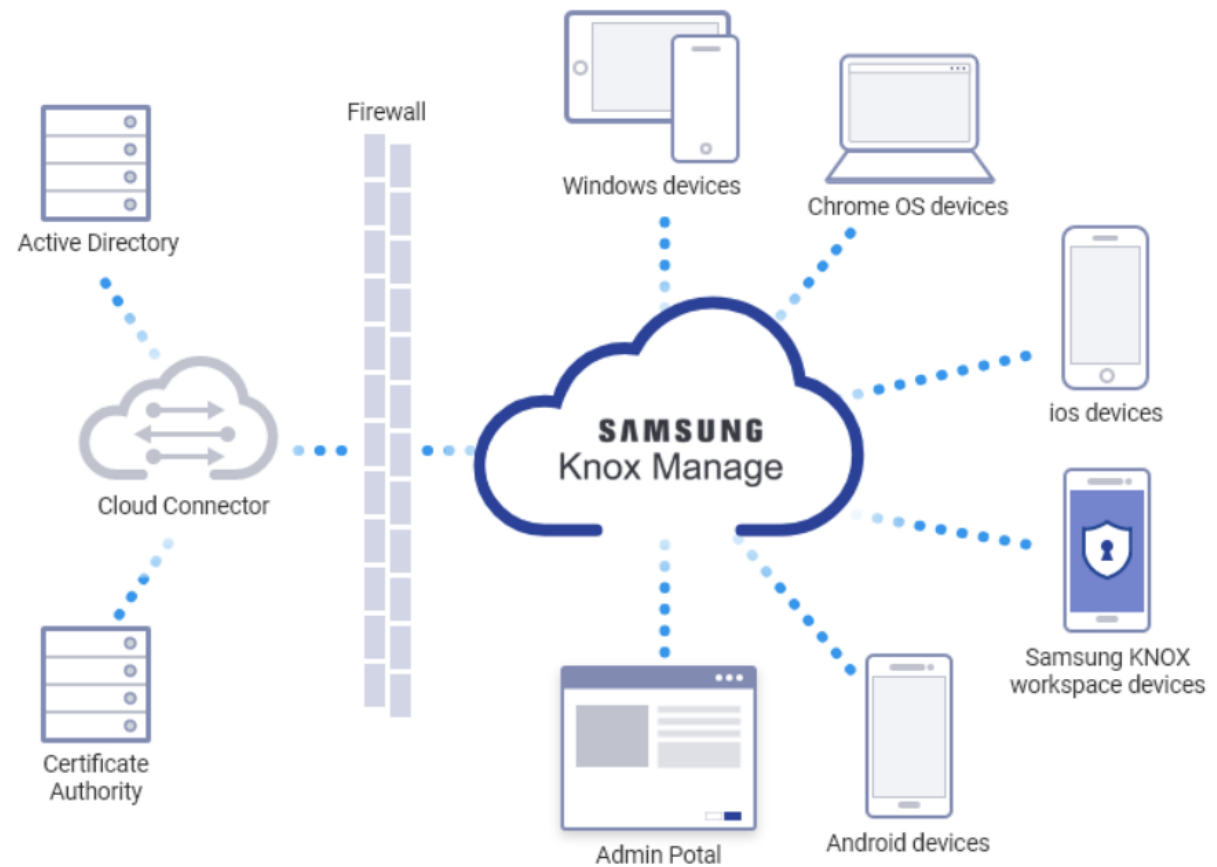 Firewall
Windows devices
Chrome OS devices
Active Directory
ios devices
SAMSUNG
Knox Manage
Cloud Connector
Samsung KNOX
workspace devices
Certificate
Authority
Android devices
Admin Potal